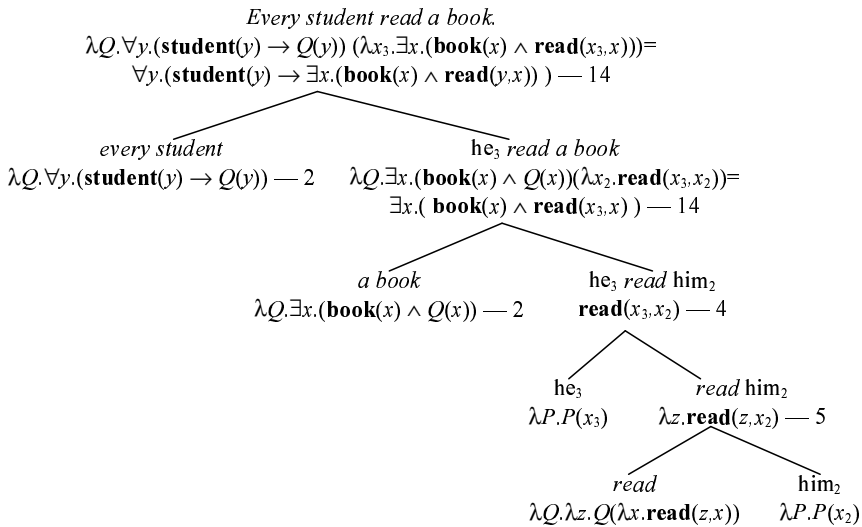 Every student read a book.
λQ.∀y.(student(y) → Q(y)) (λx₃.∃x.(book(x) ∧ read(x₃,x)))=
∀y.(student(y) → ∃x.(book(x) ∧ read(y,x)) ) — 14
every student
λQ.∀y.(student(y) → Q(y)) — 2
he₃ read a book
λQ.∃x.(book(x) ∧ Q(x))(λx₂.read(x₃,x₂))=
∃x.( book(x) ∧ read(x₃,x) ) — 14
a book
λQ.∃x.(book(x) ∧ Q(x)) — 2
he₃ read him₂
read(x₃,x₂) — 4
he₃
λP.P(x₃)
read him₂
λz.read(z,x₂) — 5
read
λQ.λz.Q(λx.read(z,x))
him₂
λP.P(x₂)